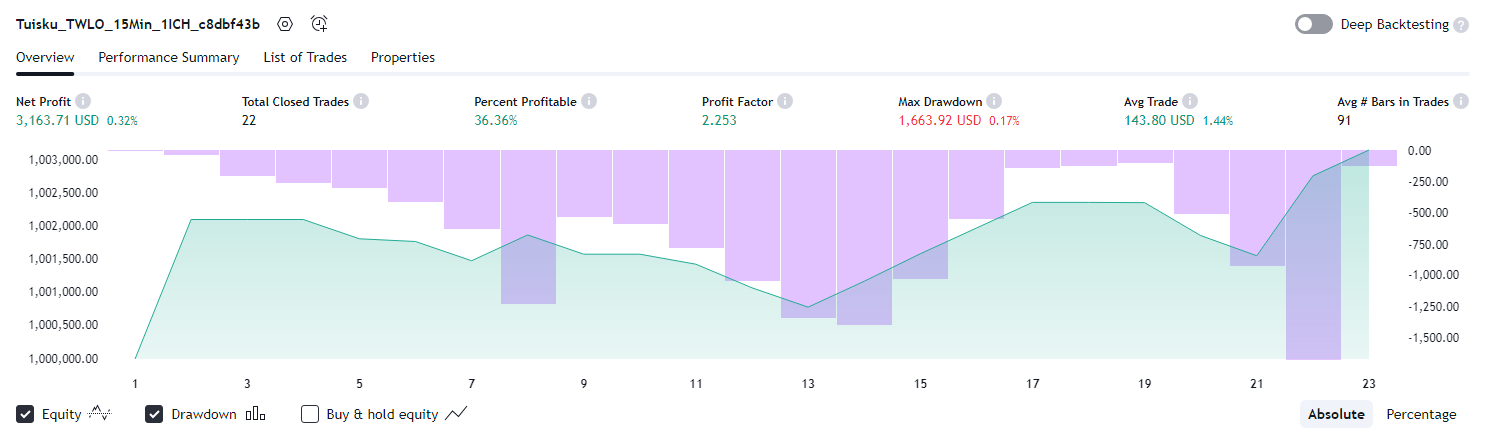 Tuisku_TWLO_15Min_1ICH_c8dbf43b
Deep Backtesting ?
Overview Performance Summary List of Trades Properties
Net Profit Total Closed Trades Percent Profitable Profit Factor Max Drawdown Avg Trade Avg # Bars in Trades
3,163.71 USD 0.32% 22 36.36% 2.253 1,663.92 USD 0.17% 143.80 USD 1.44% 91
1,003,000.00
1,002,500.00
1,002,000.00
1,001,500.00
1,001,000.00
1,000,500.00
1,000,000.00
0.00
-250.00
-500.00
-750.00
-1,000.00
-1,250.00
-1,500.00
1 3 5 7 9 11 13 15 17 19 21 23
Equity Drawdown Buy & hold equity Absolute Percentage